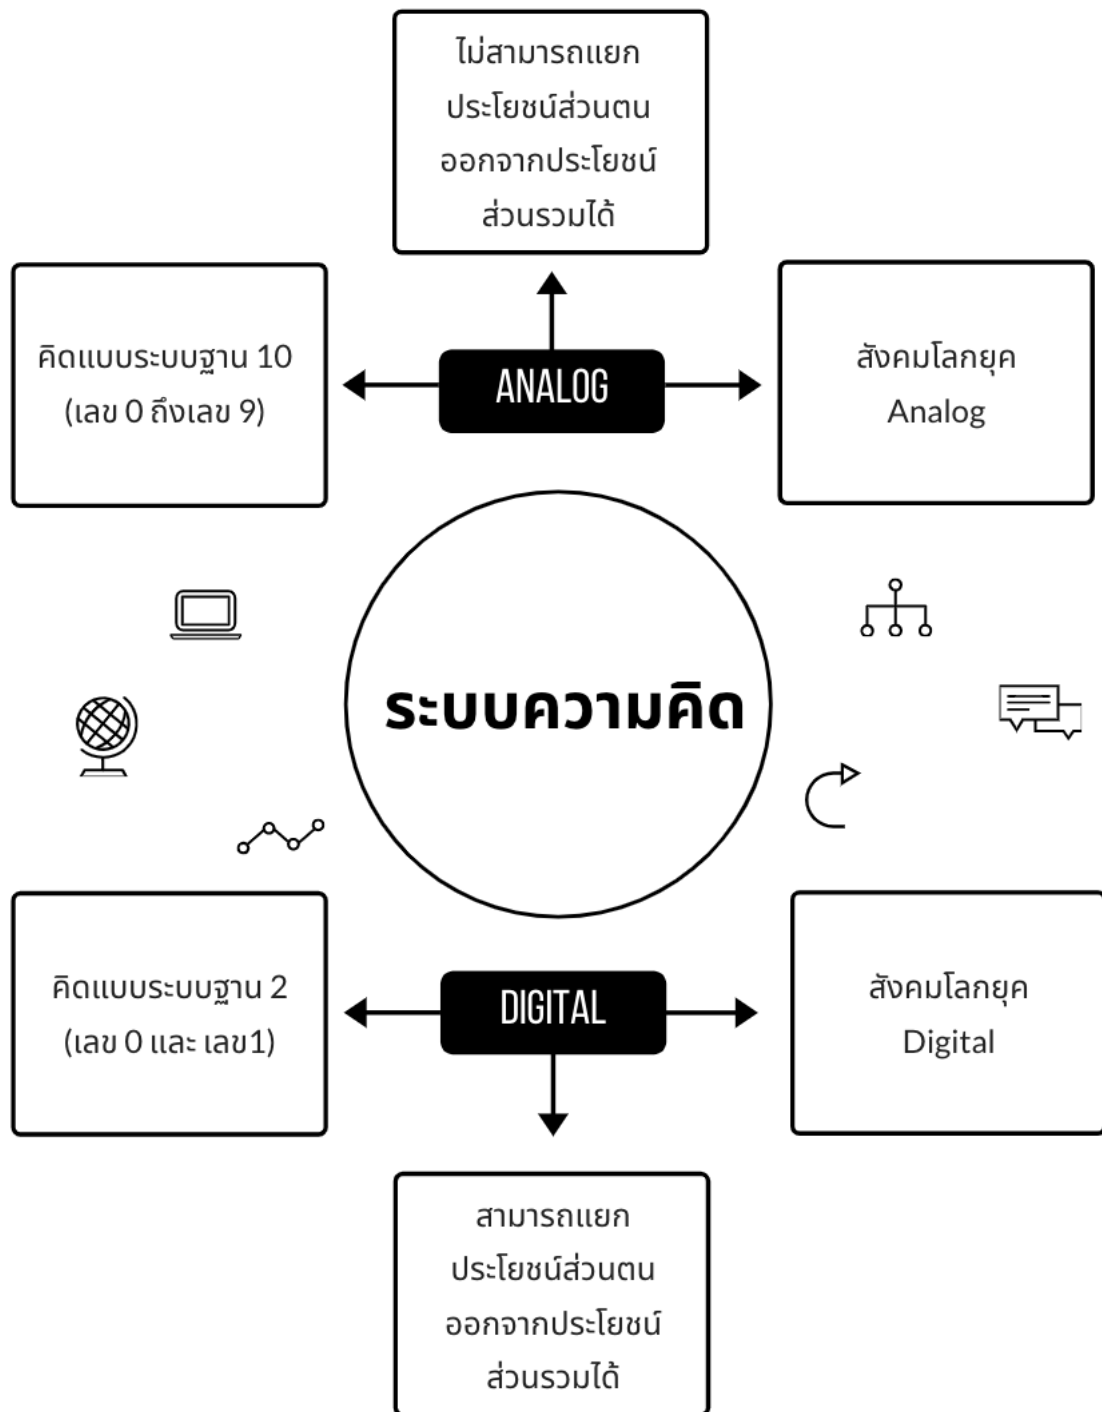 ไม่สามารถแยก
ประโยชน์ส่วนตน
ออกจากประโยชน์
ส่วนรวมได้
คิดแบบระบบฐาน 10
(เลข 0 ถึงเลข 9)
ANALOG
สังคมโลกยุค
Analog
ระบบความคิด
คิดแบบระบบฐาน 2
(เลข 0 และ เลข1)
DIGITAL
สังคมโลกยุค
Digital
สามารถแยก
ประโยชน์ส่วนตน
ออกจากประโยชน์
ส่วนรวมได้